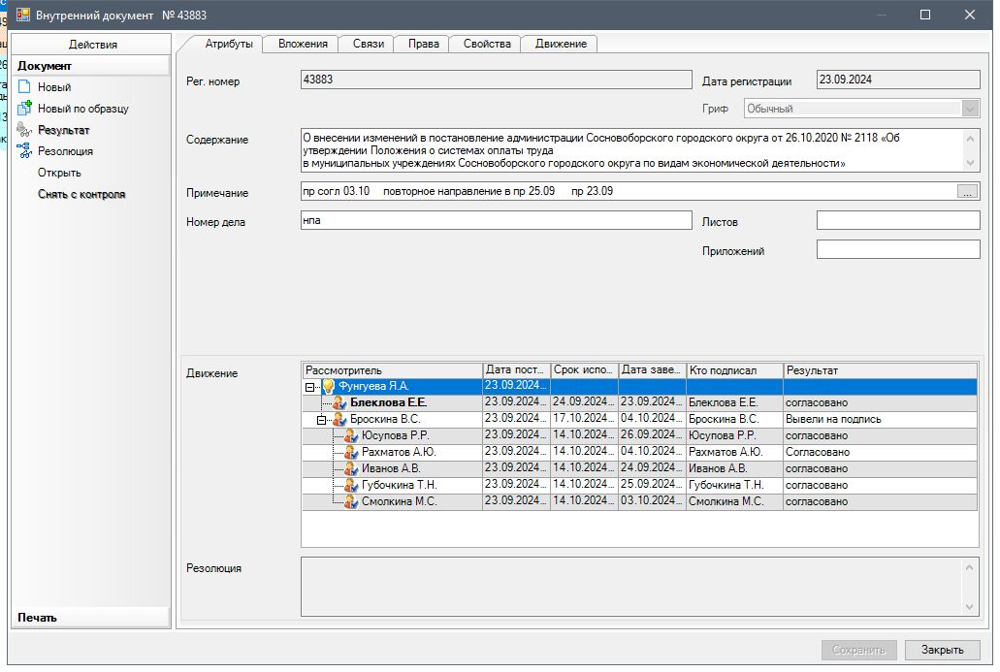 Внутренний документ № 43883
Действия
Документ
Новый
Новый по образцу
Результат
Резолюция
Открыть
Снять с контроля
Печать
Атрибуты Вложения Связи Права Свойства Движение
Рег. номер 43883 Дата регистрации 23.09.2024
Гриф Обычный
Содержание
О внесении изменений в постановление администрации Сосновоборского городского округа от 26.10.2020 № 2118 «Об
утверждении Положения о системах оплаты труда
в муниципальных учреждениях Сосновоборского городского округа по видам экономической деятельности»
Примечание пр согл 03.10 повторное направление в пр 25.09 пр 23.09 ...
Номер дела нпа Листов
Приложений
Движение
Рассмотритель Дата пост... Срок испо... Дата заве... Кто подписал Результат
Фунгуева Я.А. 23.09.2024...
Блеклова Е.Е. 23.09.2024... 24.09.2024... 23.09.2024... Блеклова Е.Е. согласовано
Броскина В.С. 23.09.2024... 17.10.2024... 04.10.2024... Броскина В.С. Вывели на подпись
Юсупова Р.Р. 23.09.2024... 14.10.2024... 26.09.2024... Юсупова Р.Р. согласовано
Рахматов А.Ю. 23.09.2024... 14.10.2024... 04.10.2024... Рахматов А.Ю. Согласовано
Иванов А.В. 23.09.2024... 14.10.2024... 24.09.2024... Иванов А.В. согласовано
Губочкина Т.Н. 23.09.2024... 14.10.2024... 25.09.2024... Губочкина Т.Н. согласовано
Смолкина М.С. 23.09.2024... 14.10.2024... 03.10.2024... Смолкина М.С. согласовано
Резолюция
Сохранить Закрыть